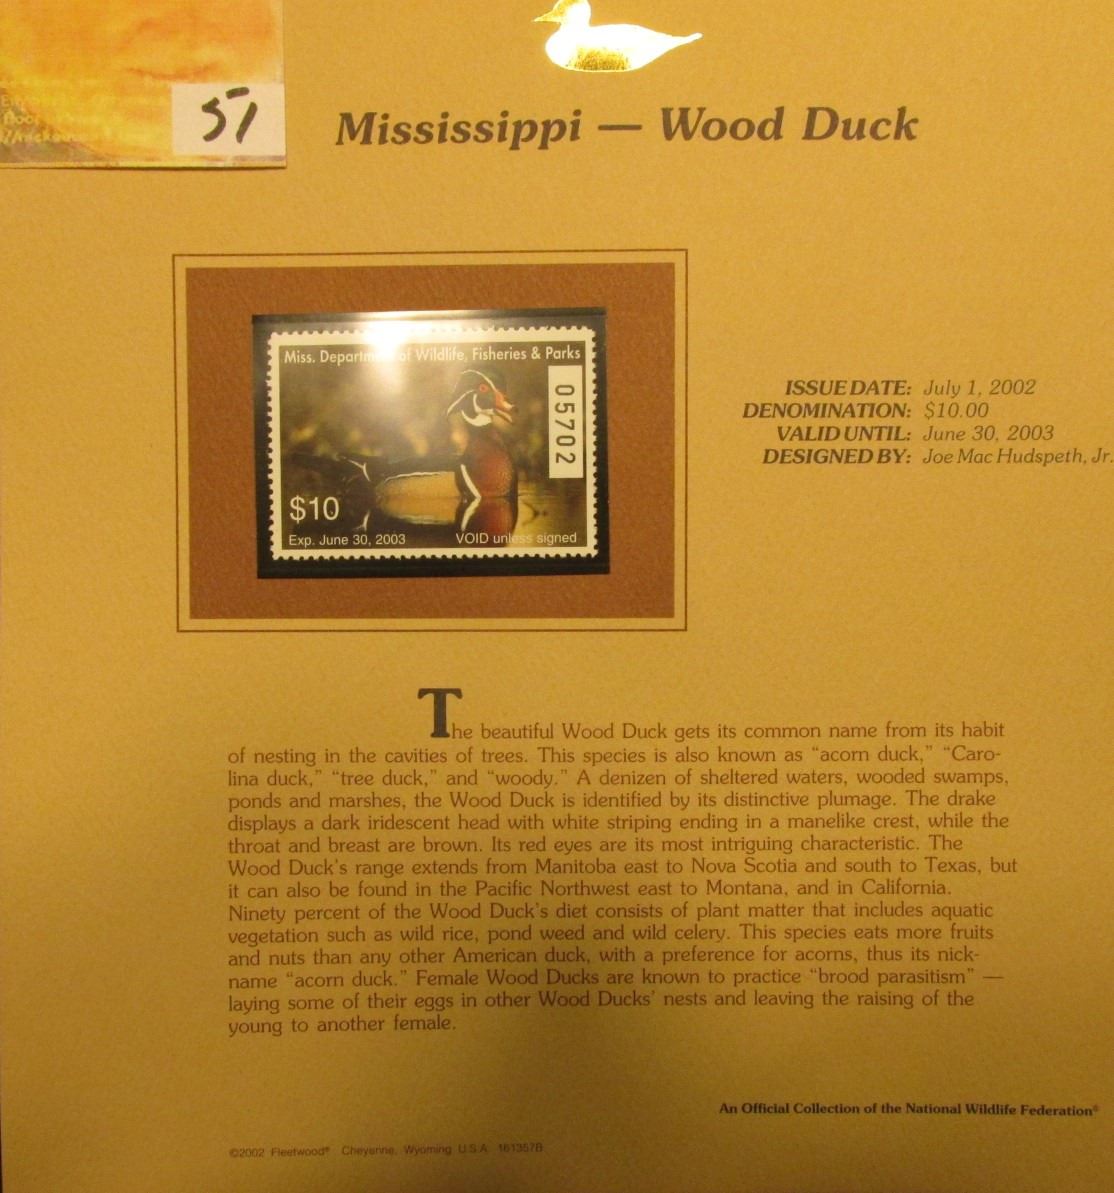 57
Mississippi — Wood Duck
Miss. Department of Wildlife, Fisheries & Parks
05702
$10
Exp. June 30, 2003 VOID unless signed
ISSUE DATE: July 1, 2002
DENOMINATION: $10.00
VALID UNTIL: June 30, 2003
DESIGNED BY: Joe Mac Hudspeth, Jr.
The beautiful Wood Duck gets its common name from its habit
of nesting in the cavities of trees. This species is also known as “acorn duck,” “Caro-
lina duck,” “tree duck,” and “woody.” A denizen of sheltered waters, wooded swamps,
ponds and marshes, the Wood Duck is identified by its distinctive plumage. The drake
displays a dark iridescent head with white striping ending in a manelike crest, while the
throat and breast are brown. Its red eyes are its most intriguing characteristic. The
Wood Duck's range extends from Manitoba east to Nova Scotia and south to Texas, but
it can also be found in the Pacific Northwest east to Montana, and in California.
Ninety percent of the Wood Duck's diet consists of plant matter that includes aquatic
vegetation such as wild rice, pond weed and wild celery. This species eats more fruits
and nuts than any other American duck, with a preference for acorns, thus its nick-
name “acorn duck.” Female Wood Ducks are known to practice “brood parasitism” —
laying some of their eggs in other Wood Ducks' nests and leaving the raising of the
young to another female.
An Official Collection of the National Wildlife Federation®
©2002 Fleetwood® Cheyenne, Wyoming U.S.A. 161357B